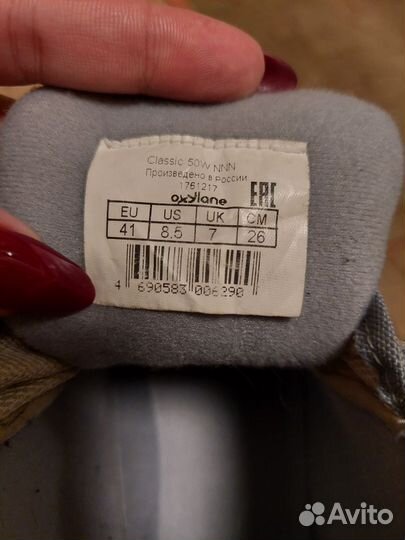 Classic 50W NNN
Произведено в России
1761217
EAC
oxylane
EU US UK CM
41 8.5 7 26
4 690583 006290
Avito